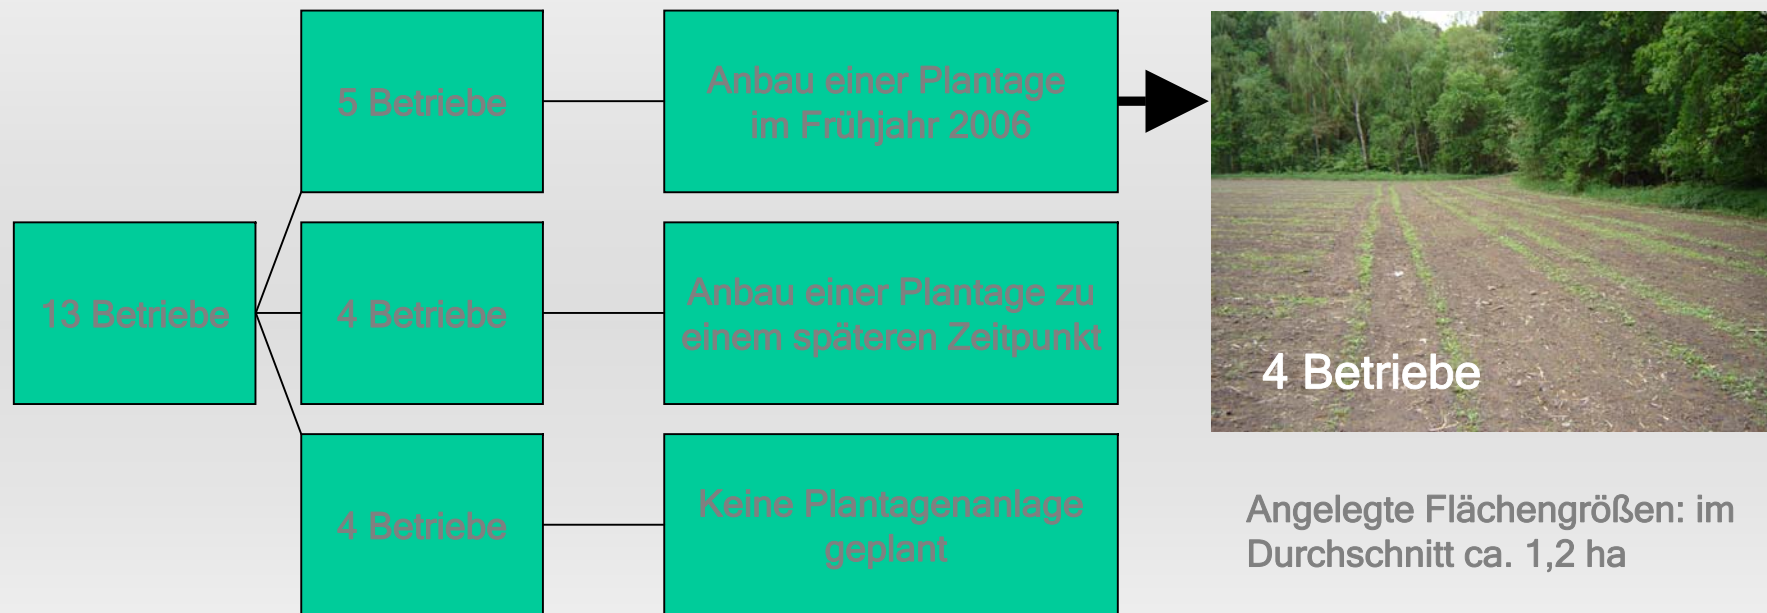 13 Betriebe
5 Betriebe
Anbau einer Plantage
im Frühjahr 2006
4 Betriebe
Anbau einer Plantage zu
einem späteren Zeitpunkt
4 Betriebe
Keine Plantagenanlage
geplant
4 Betriebe
Angelegte Flächengrößen: im
Durchschnitt ca. 1,2 ha